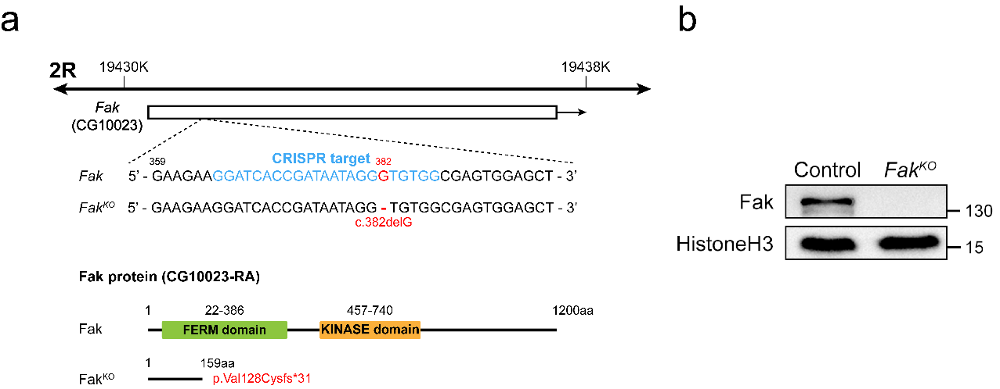 a
b
2R
19430K
19438K
Fak
(CG10023)
CRISPR target
359
382
Fak 5' - GAAGAAGGATCACCGATAATAGGGTGTGGCGAGTGGAGCT - 3'
Fak^KO 5' - GAAGAAGGATCACCGATAATAGG - TGTGGCGAGTGGAGCT - 3'
c.382delG
Fak protein (CG10023-RA)
1 22-386 457-740 1200aa
Fak FERM domain KINASE domain
1 159aa
Fak^KO p.Val128Cysfs*31
Control Fak^KO
Fak 130
HistoneH3 15